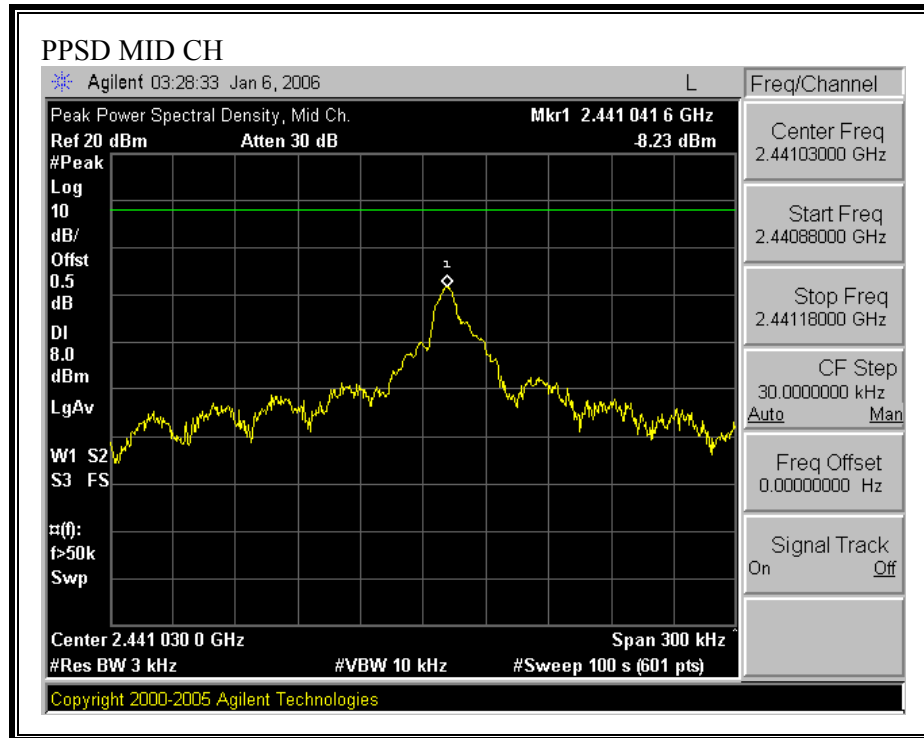 PPSD MID CH
Agilent 03:28:33 Jan 6, 2006 L
Freq/Channel
Peak Power Spectral Density, Mid Ch.
Mkr1 2.441 041 6 GHz
Ref 20 dBm
Atten 30 dB
-8.23 dBm
#Peak
Log
10
dB/
Offst
0.5
dB
DI
8.0
dBm
LgAv
W1 S2
S3 FS
¤(f):
f>50k
Swp
1
Center 2.441 030 0 GHz
Span 300 kHz
#Res BW 3 kHz
#VBW 10 kHz
#Sweep 100 s (601 pts)
Copyright 2000-2005 Agilent Technologies
Center Freq
2.44103000 GHz
Start Freq
2.44088000 GHz
Stop Freq
2.44118000 GHz
CF Step
30.0000000 kHz
Auto Man
Freq Offset
0.00000000 Hz
Signal Track
On Off